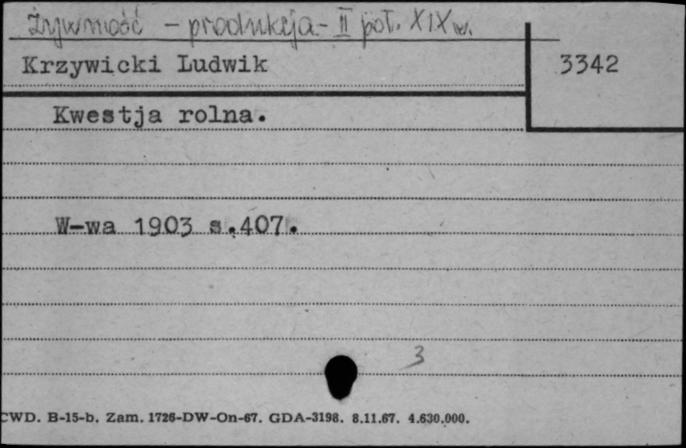 Żywność - produkcja - II poł. XIX w.
Krzywicki Ludwik 3342
Kwestja rolna.
W-wa 1903 s.407.
3
CWD. B-15-b. Zam. 1726-DW-On-67. GDA-3198. 8.11.67. 4.630.000.